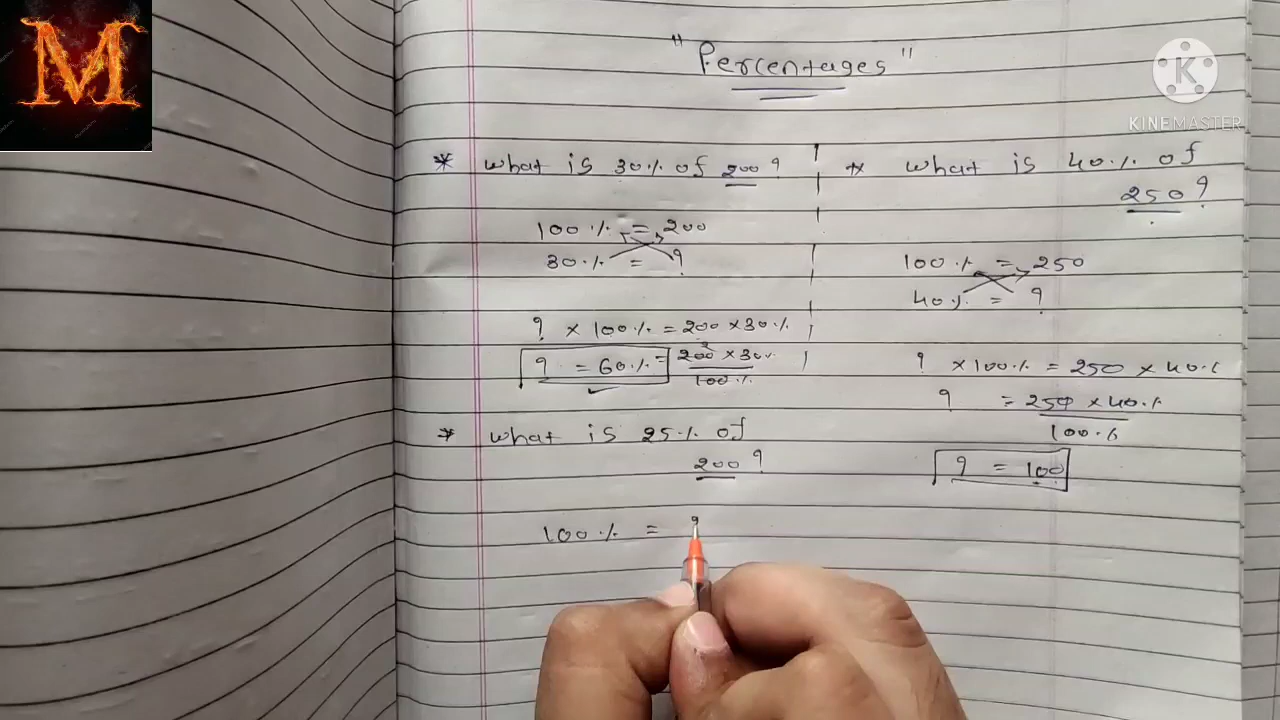 M
K
KINEMASTER
"Percentages"
* What is 30% of 200?
100% = 200
30% = ?
? × 100% = 200 × 30%
? = 60% = 200 × 30%
100%
* What is 25% of
200?
100% =
* What is 40% of
250?
100% = 250
40% = ?
? × 100% = 250 × 40%
? = 250 × 40%
100%
? = 100